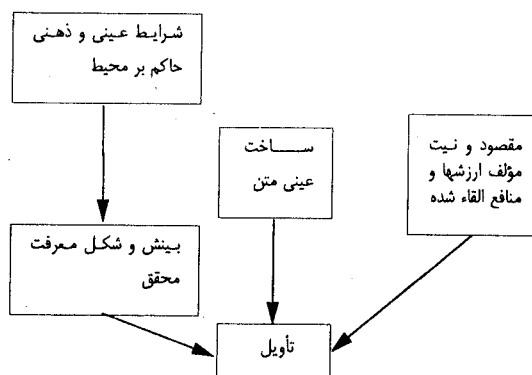 شرایط عینی و ذهنی
حاکم بر محیط
ســـاخت
عینی متن
مقصود و نیت
مؤلف ارزشها و
منافع القاء شده
بینش و شکل معرفت
محقق
تأویل